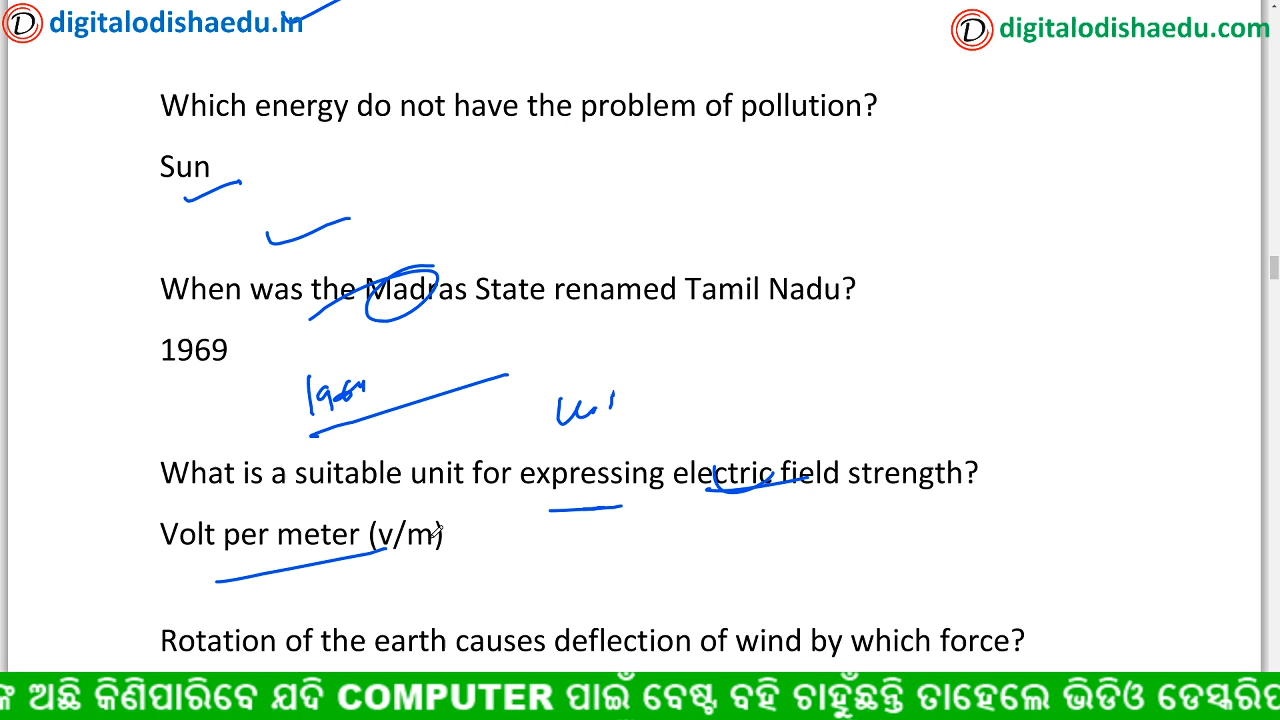 digitalodishaedu.in
digitalodishaedu.com
Which energy do not have the problem of pollution?
Sun
When was the Madras State renamed Tamil Nadu?
1969
What is a suitable unit for expressing electric field strength?
Volt per meter (v/m)
Rotation of the earth causes deflection of wind by which force?
ଅଛି କିଣିପାରିବେ ଯଦି COMPUTER ପାଇଁ ବେଷ୍ଟ ବହି ଚାହୁଁଛନ୍ତି ତାହେଲେ ଭିଡିଓ